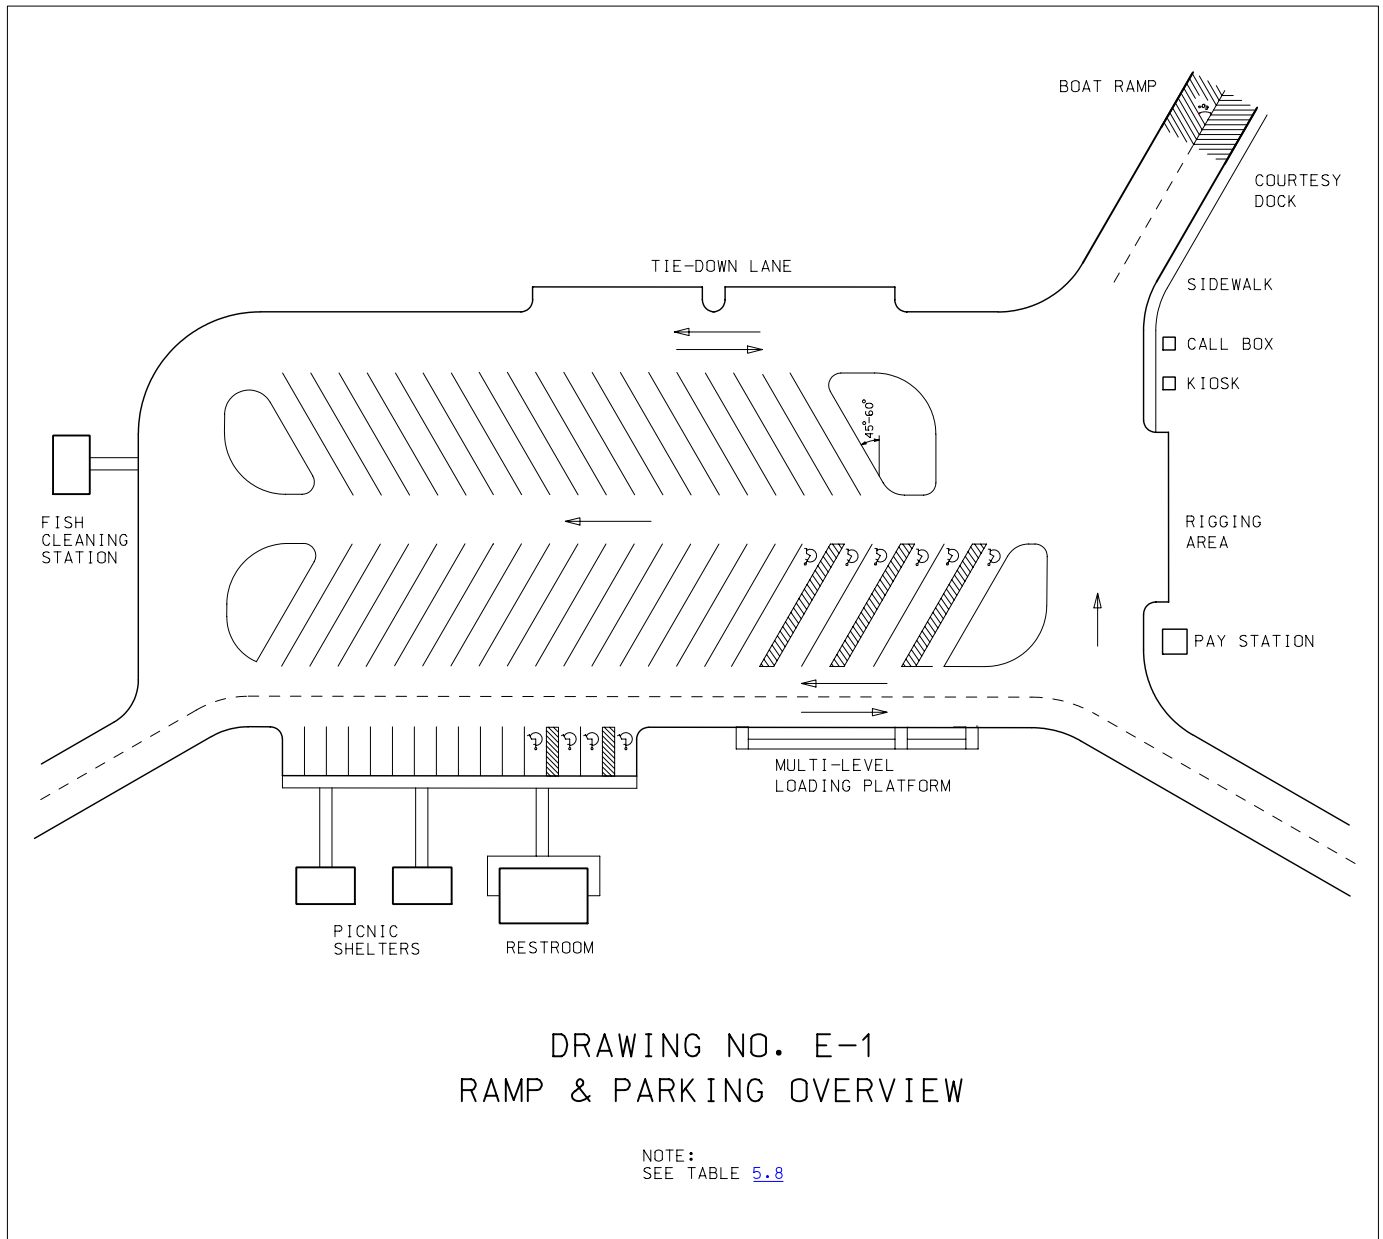 BOAT RAMP
60°
COURTESY
DOCK
TIE-DOWN LANE
SIDEWALK
CALL BOX
KIOSK
45°-60°
FISH
CLEANING
STATION
RIGGING
AREA
PAY STATION
MULTI-LEVEL
LOADING PLATFORM
PICNIC
SHELTERS
RESTROOM
DRAWING NO. E-1
RAMP & PARKING OVERVIEW
NOTE:
SEE TABLE 5.8